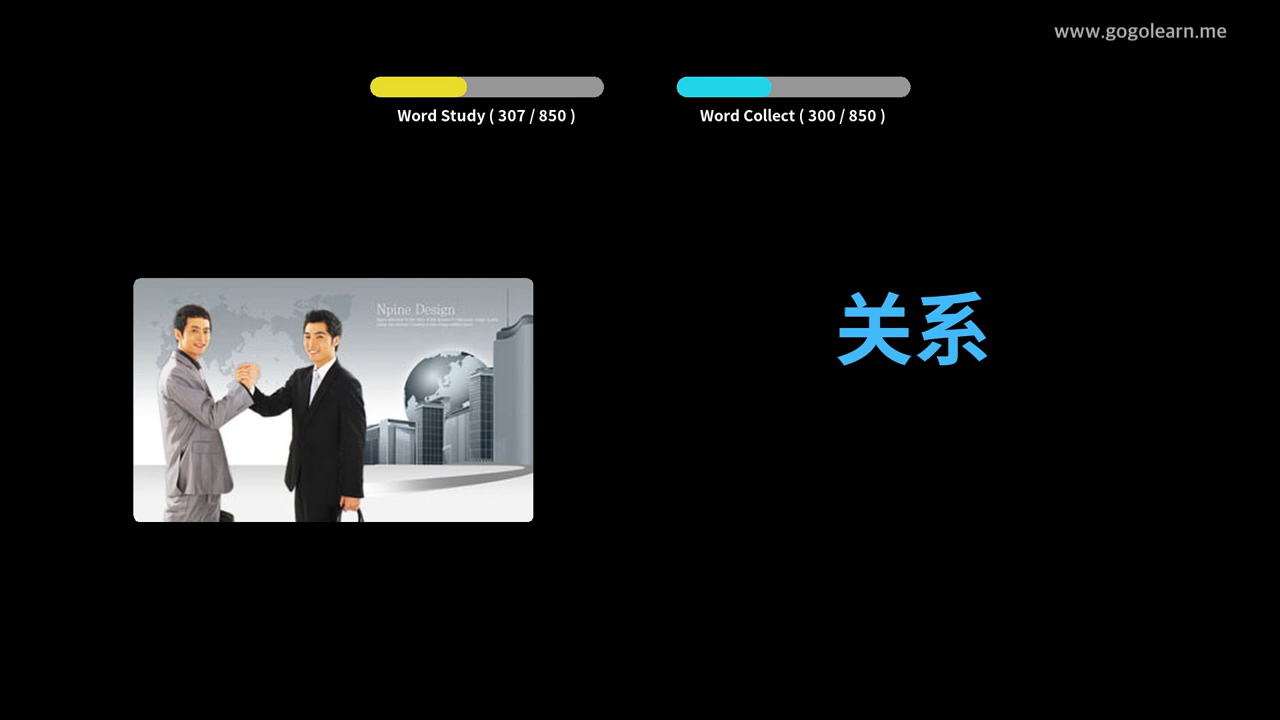 www.gogolearn.me
Word Study ( 307 / 850 )
Word Collect ( 300 / 850 )
Npine Design
关系